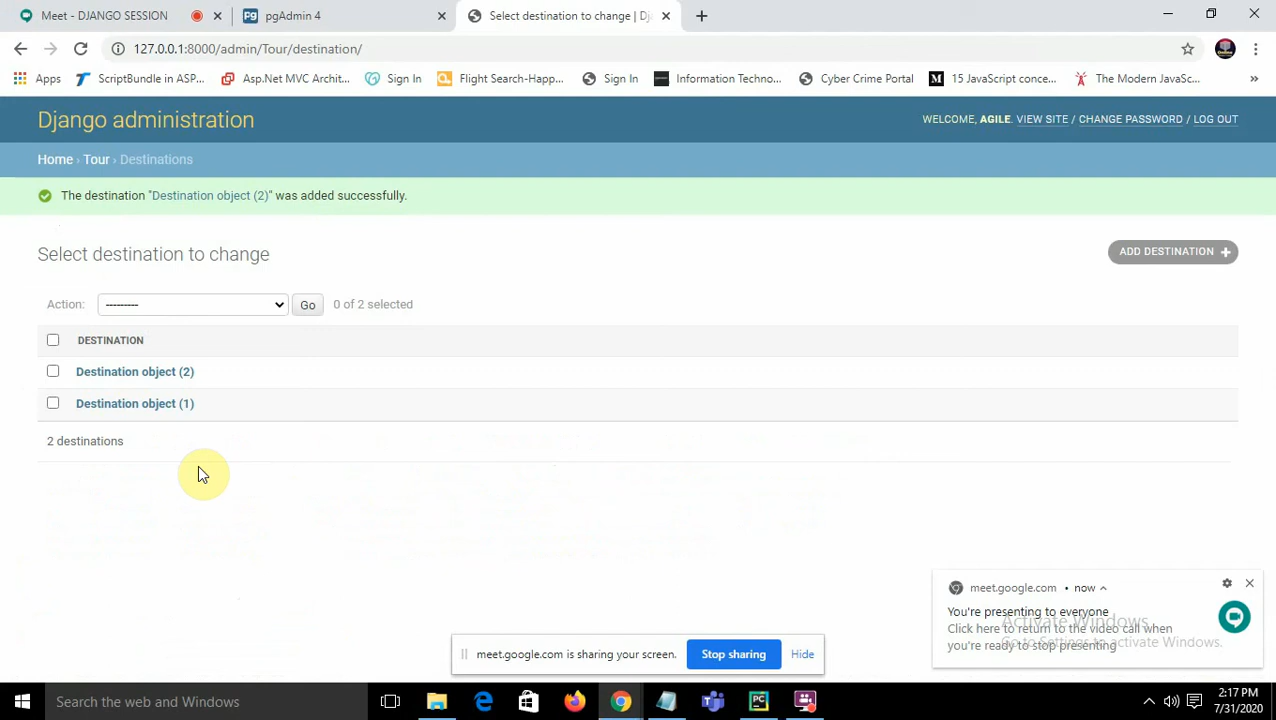 Meet - DJANGO SESSION
pgAdmin 4
Select destination to change | Dj
127.0.0.1:8000/admin/Tour/destination/
Apps
ScriptBundle in ASP...
Asp.Net MVC Archit...
Sign In
Flight Search-Happ...
Sign In
Information Techno...
Cyber Crime Portal
15 JavaScript conce...
The Modern JavaSc...
»
Django administration
WELCOME, AGILE. VIEW SITE / CHANGE PASSWORD / LOG OUT
Home › Tour › Destinations
The destination "Destination object (2)" was added successfully.
Select destination to change
ADD DESTINATION +
Action: --------- Go 0 of 2 selected
DESTINATION
Destination object (2)
Destination object (1)
2 destinations
meet.google.com • now
You're presenting to everyone
Click here to return to the video call when
you're ready to stop presenting
Activate Windows
Go to Settings to activate Windows.
meet.google.com is sharing your screen. Stop sharing Hide
Search the web and Windows
2:17 PM
7/31/2020